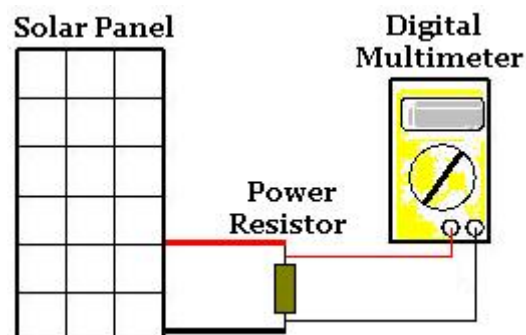 Solar Panel
Digital
Multimeter
Power
Resistor